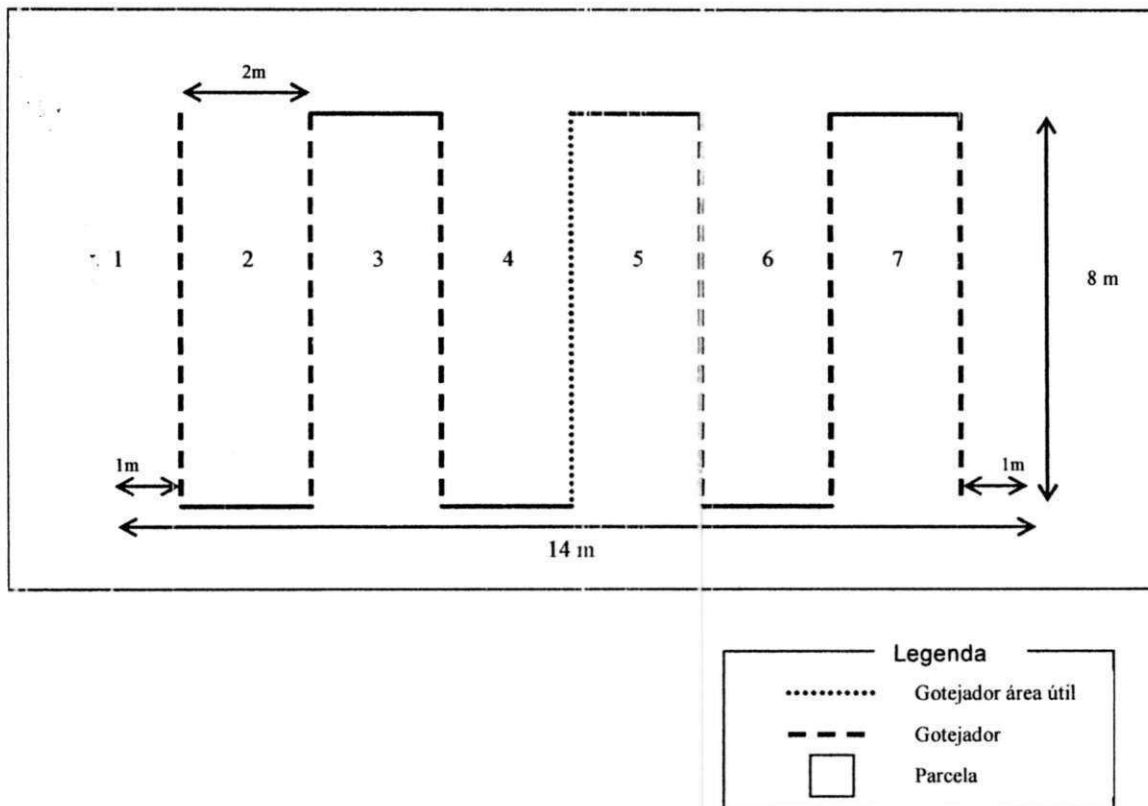 2m
1 2 3 4 5 6 7
8 m
1m 1m
14 m
Legenda
Gotejador área útil
Gotejador
Parcela